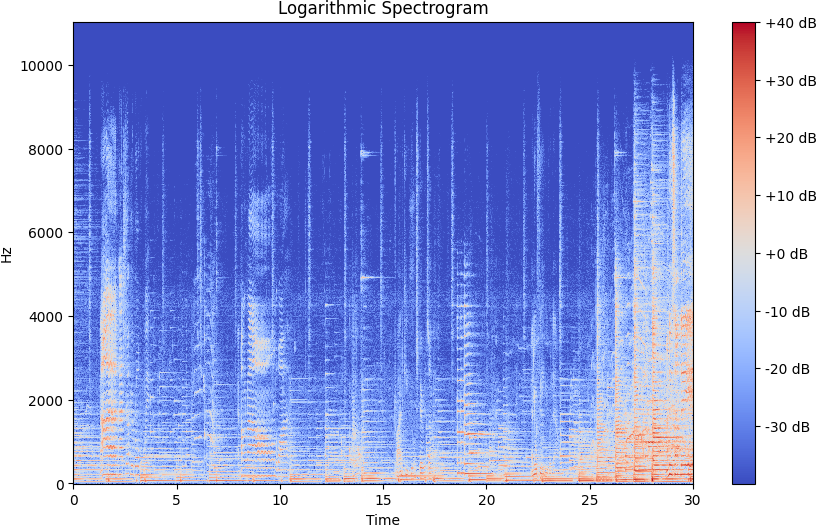 Logarithmic Spectrogram
Hz
10000
8000
6000
4000
2000
0
0 5 10 15 20 25 30
Time
+40 dB
+30 dB
+20 dB
+10 dB
+0 dB
-10 dB
-20 dB
-30 dB